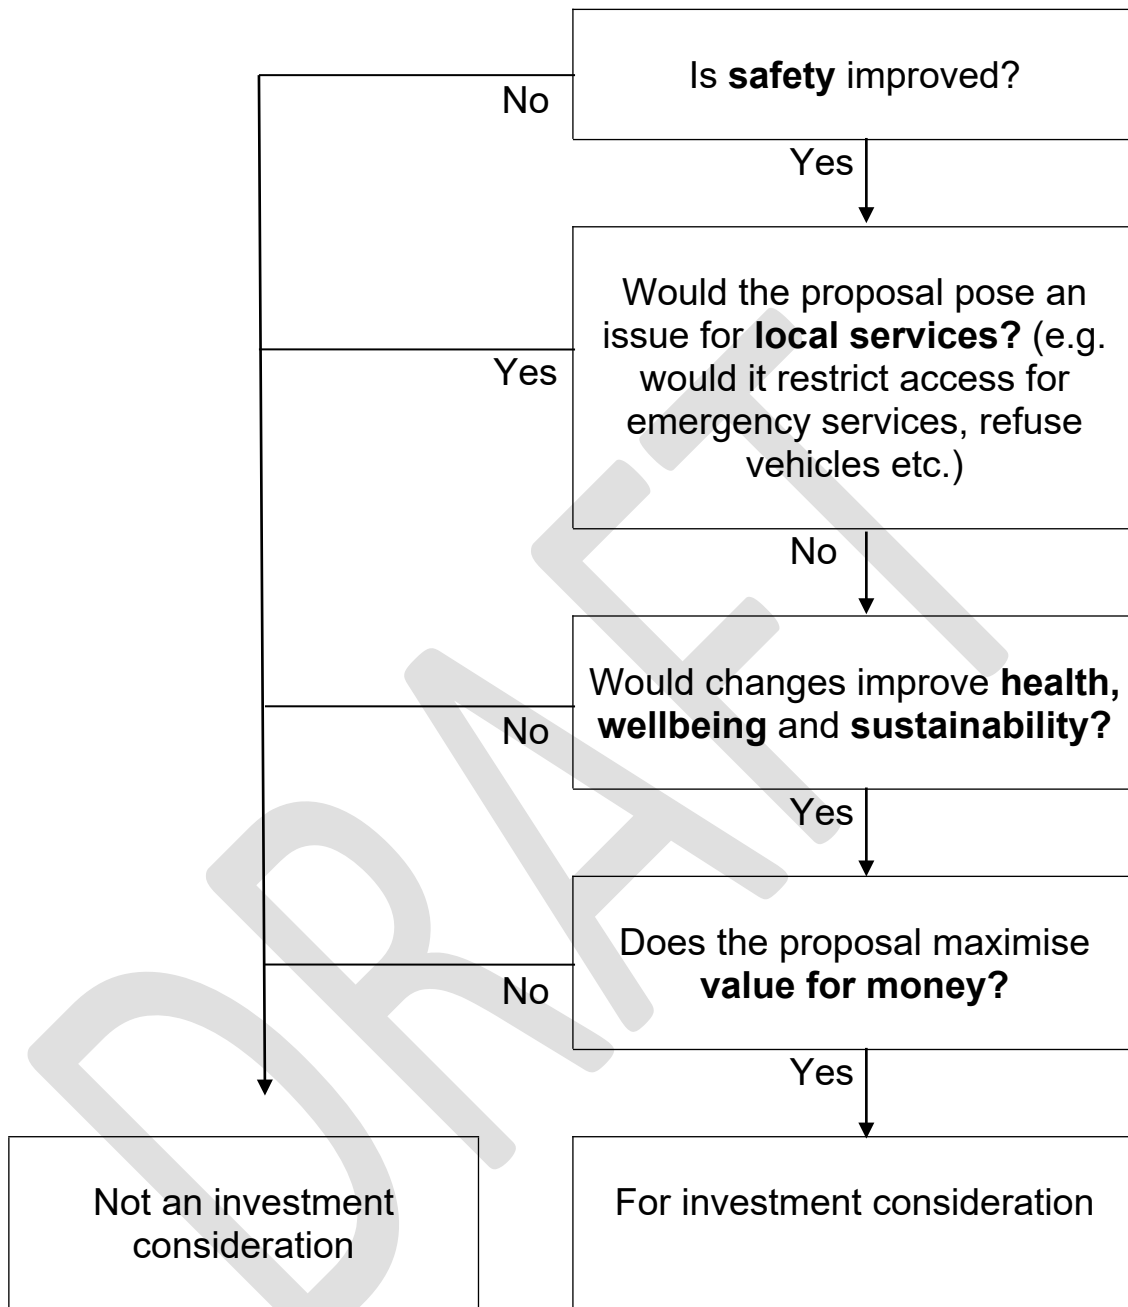 Is safety improved?
No
Yes
Would the proposal pose an
issue for local services? (e.g.
would it restrict access for
emergency services, refuse
vehicles etc.)
Yes
No
Would changes improve health,
wellbeing and sustainability?
No
Yes
Does the proposal maximise
value for money?
No
Yes
Not an investment
consideration
For investment consideration
DRAFT